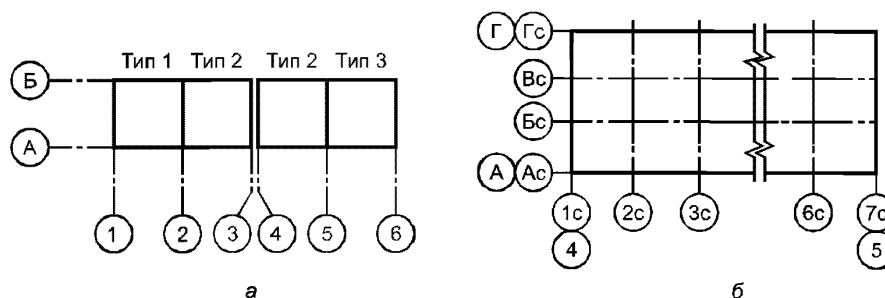 Тип 1 Тип 2 Тип 2 Тип 3
Б
А
1 2 3 4 5 6
а
Г Гс
Вс
Бс
А Ас
1с 2с 3с 6с 7с
4 5
б